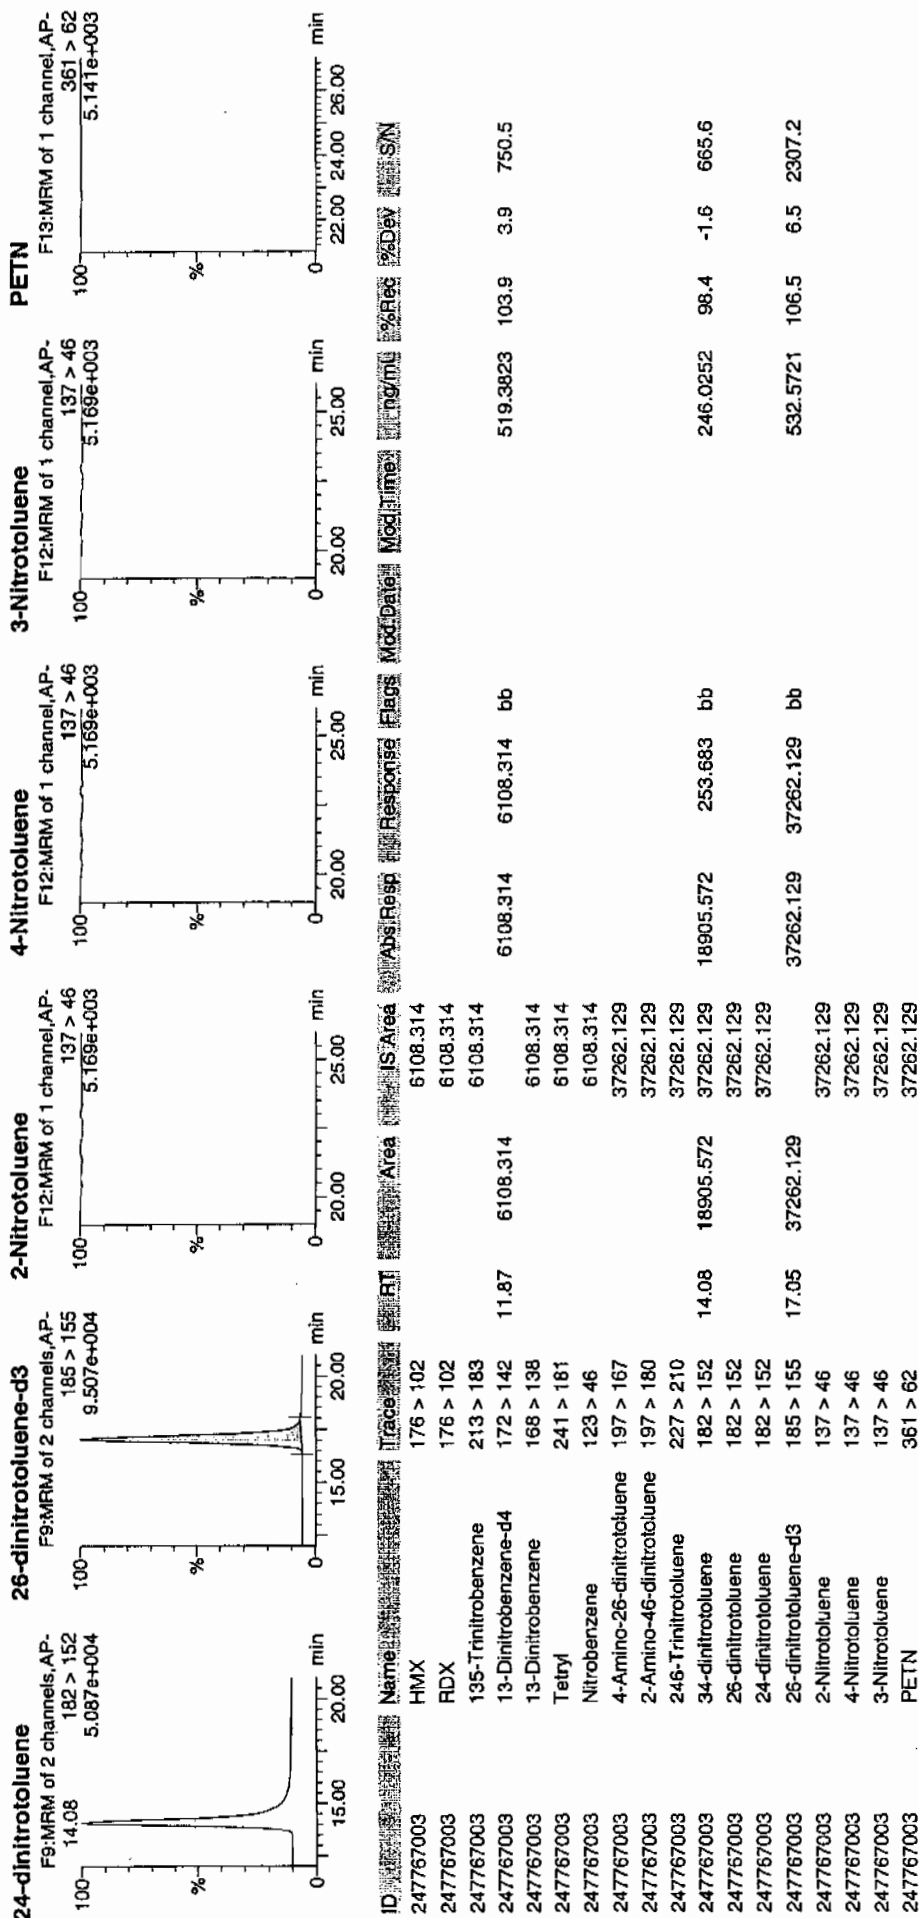 24-dinitrotoluene
F9:MRM of 2 channels,AP-
14.08 182 > 152
5.087e+004
100
%
0
15.00 20.00 min
26-dinitrotoluene-d3
F9:MRM of 2 channels,AP-
185 > 155
9.507e+004
100
%
0
15.00 20.00 min
2-Nitrotoluene
F12:MRM of 1 channel,AP-
137 > 46
5.169e+003
100
%
0
20.00 25.00 min
4-Nitrotoluene
F12:MRM of 1 channel,AP-
137 > 46
5.169e+003
100
%
0
20.00 25.00 min
3-Nitrotoluene
F12:MRM of 1 channel,AP-
137 > 46
5.169e+003
100
%
0
20.00 25.00 min
PETN
F13:MRM of 1 channel,AP-
361 > 62
5.141e+003
100
%
0
22.00 24.00 26.00 min
ID Name Trace RT Area IS Area Abs.Resp Response Flags Mod.Date Mod.Time ng/mL %Rec %Dev S/N
247767003 HMX 176 > 102 6108.314
247767003 RDX 176 > 102 6108.314
247767003 135-Trinitrobenzene 213 > 183 6108.314
247767003 13-Dinitrobenzene-d4 172 > 142 11.87 6108.314 6108.314 6108.314 bb 519.3823 103.9 3.9 750.5
247767003 13-Dinitrobenzene 168 > 138 6108.314
247767003 Tetryl 241 > 181 6108.314
247767003 Nitrobenzene 123 > 46 6108.314
247767003 4-Amino-26-dinitrotoluene 197 > 167 37262.129
247767003 2-Amino-46-dinitrotoluene 197 > 180 37262.129
247767003 246-Trinitrotoluene 227 > 210 37262.129
247767003 34-dinitrotoluene 182 > 152 14.08 18905.572 37262.129 18905.572 253.683 bb 246.0252 98.4 -1.6 665.6
247767003 26-dinitrotoluene 182 > 152 37262.129
247767003 24-dinitrotoluene 182 > 152 37262.129
247767003 26-dinitrotoluene-d3 185 > 155 17.05 37262.129 37262.129 37262.129 bb 532.5721 106.5 6.5 2307.2
247767003 2-Nitrotoluene 137 > 46 37262.129
247767003 4-Nitrotoluene 137 > 46 37262.129
247767003 3-Nitrotoluene 137 > 46 37262.129
247767003 PETN 361 > 62 37262.129